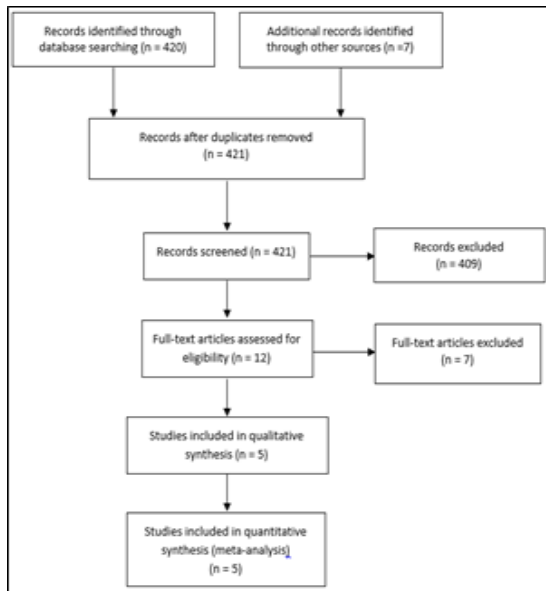 Records identified through
database searching (n = 420)
Additional records identified
through other sources (n =7)
Records after duplicates removed
(n = 421)
Records screened (n = 421)
Records excluded
(n = 409)
Full-text articles assessed for
eligibility (n = 12)
Full-text articles excluded
(n = 7)
Studies included in qualitative
synthesis (n = 5)
Studies included in quantitative
synthesis (meta-analysis)
(n = 5)